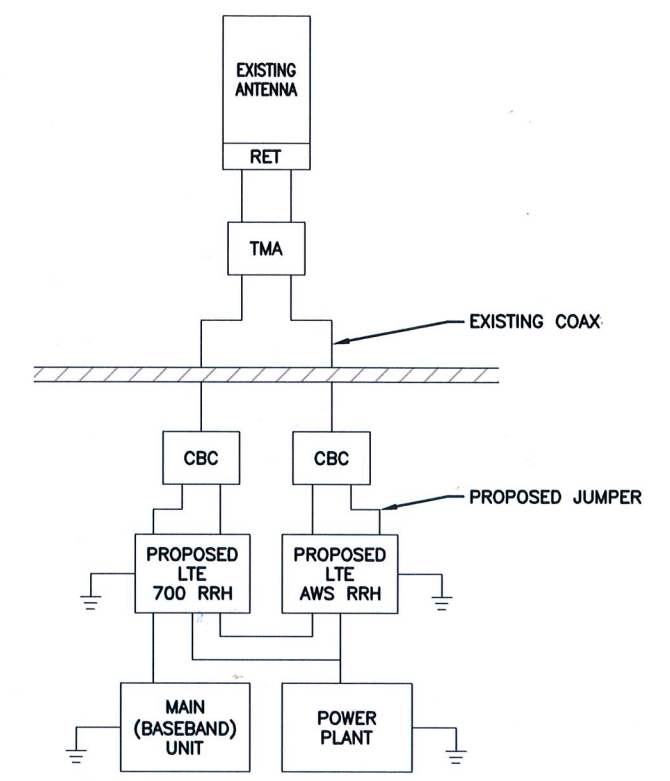 EXISTING
ANTENNA
RET
TMA
EXISTING COAX
CBC
CBC
PROPOSED JUMPER
PROPOSED
LTE
700 RRH
PROPOSED
LTE
AWS RRH
MAIN
(BASEBAND)
UNIT
POWER
PLANT